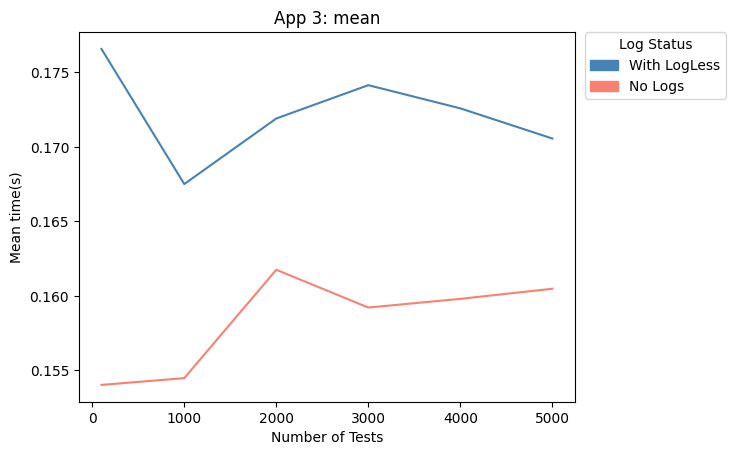 App 3: mean
Log Status
With LogLess
No Logs
0.175
0.170
0.165
0.160
0.155
Mean time(s)
0
1000
2000
3000
4000
5000
Number of Tests